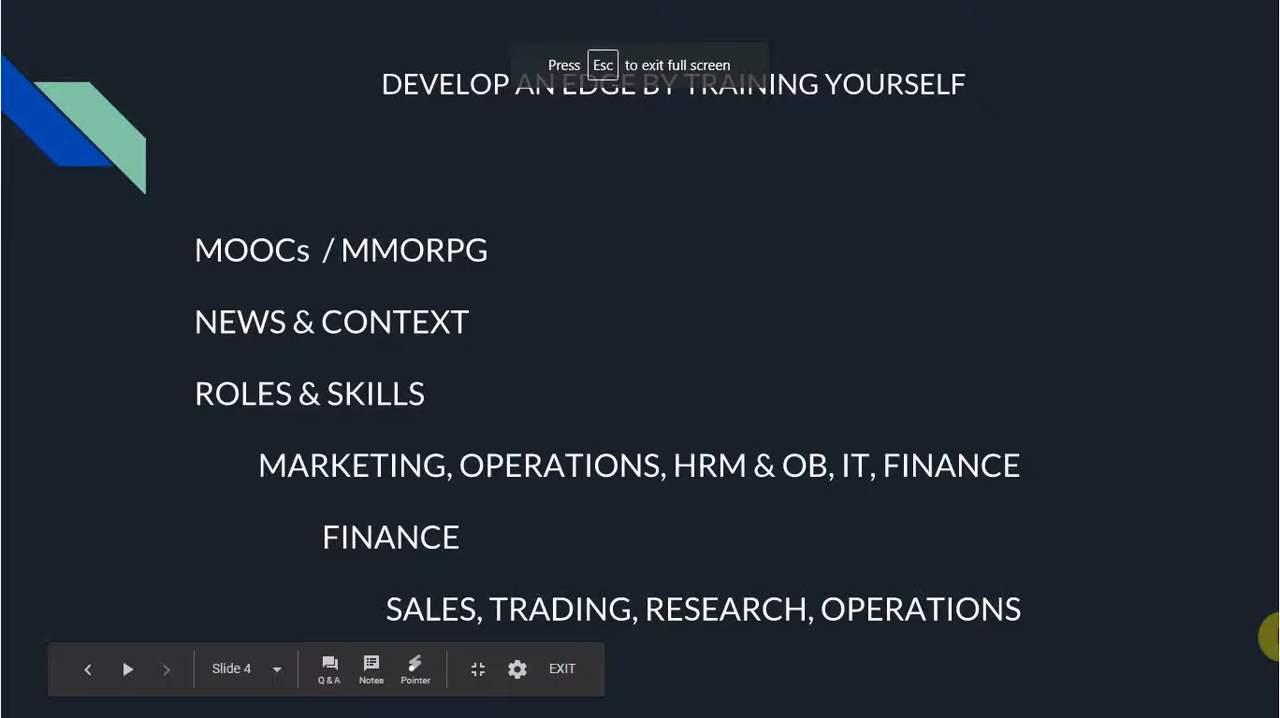 Press Esc to exit full screen
DEVELOP AN EDGE BY TRAINING YOURSELF
MOOCs / MMORPG
NEWS & CONTEXT
ROLES & SKILLS
MARKETING, OPERATIONS, HRM & OB, IT, FINANCE
FINANCE
SALES, TRADING, RESEARCH, OPERATIONS
Slide 4 Q & A Notes Pointer EXIT